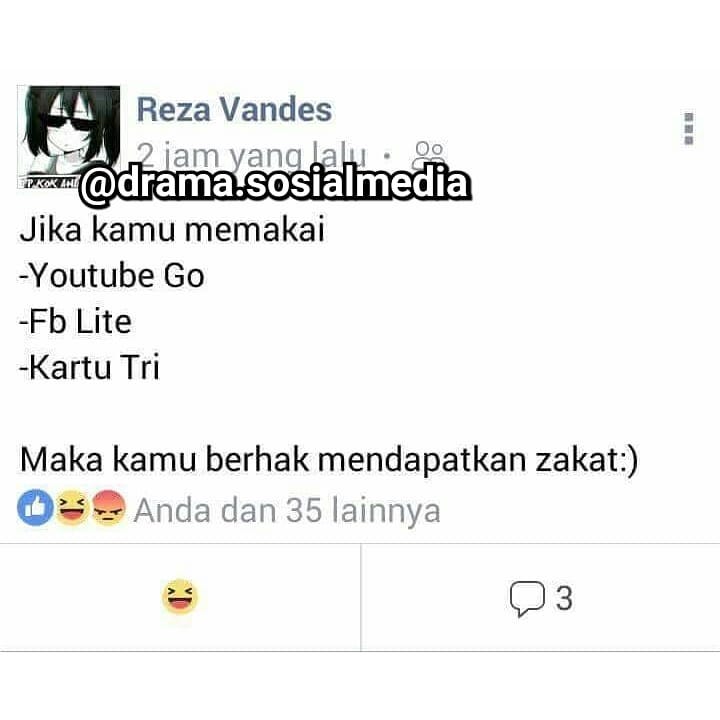 Reza Vandes
2 jam yang lalu
@drama.sosialmedia
Jika kamu memakai
-Youtube Go
-Fb Lite
-Kartu Tri
Maka kamu berhak mendapatkan zakat:)
Anda dan 35 lainnya
3